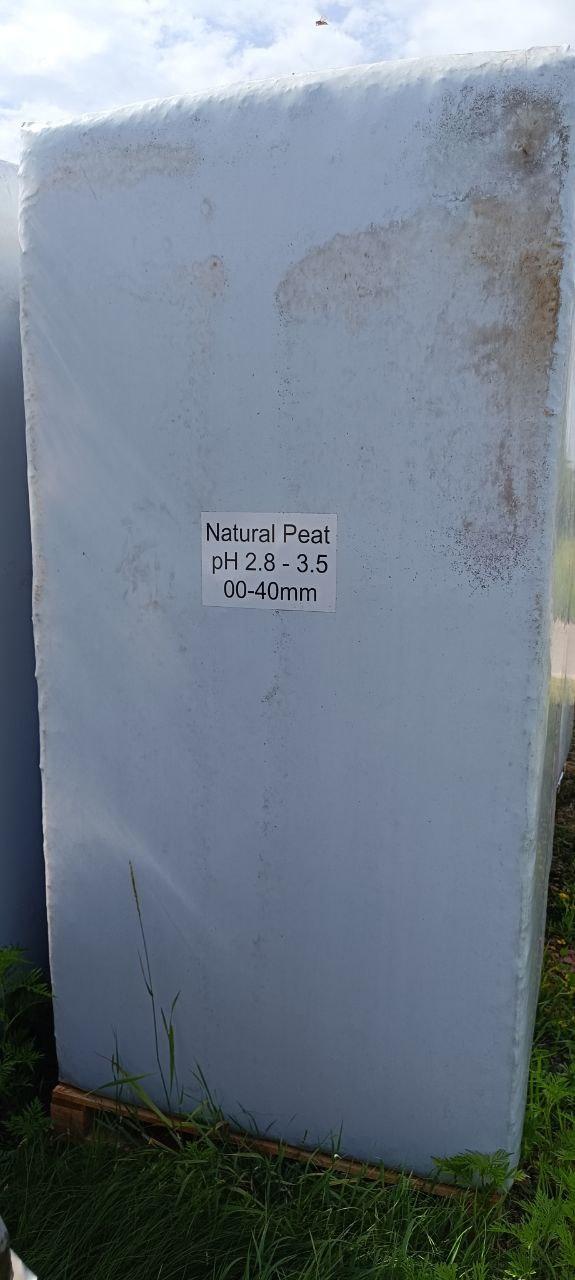 Natural Peat
pH 2.8 - 3.5
00-40mm